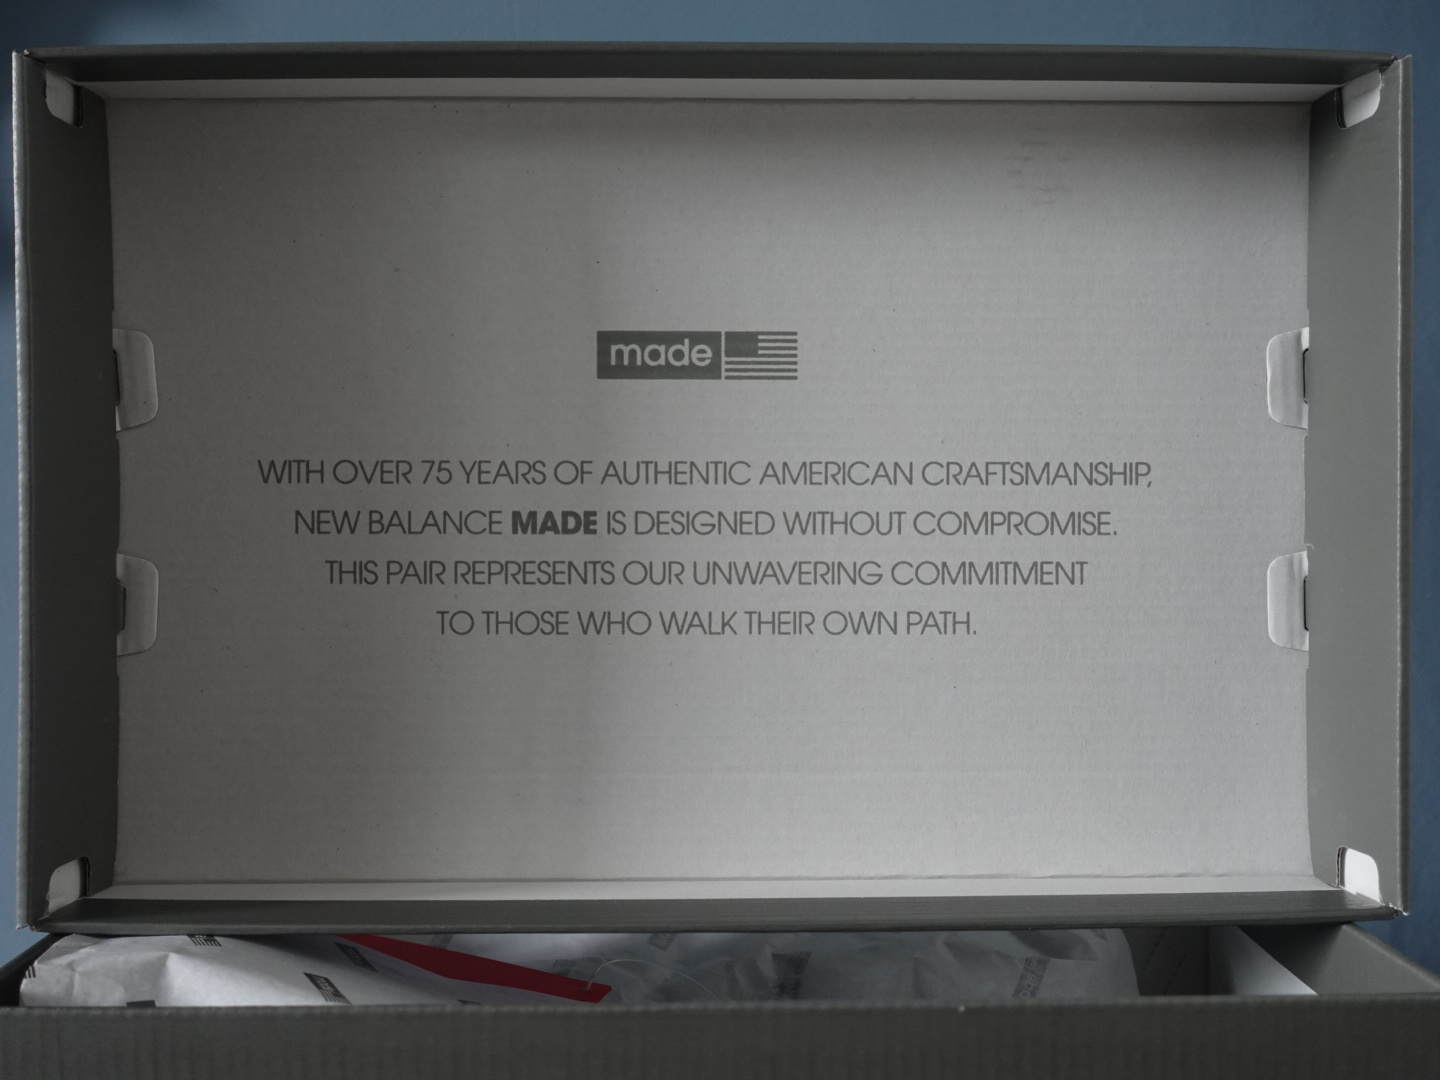 made
WITH OVER 75 YEARS OF AUTHENTIC AMERICAN CRAFTSMANSHIP,
NEW BALANCE MADE IS DESIGNED WITHOUT COMPROMISE.
THIS PAIR REPRESENTS OUR UNWAVERING COMMITMENT
TO THOSE WHO WALK THEIR OWN PATH.